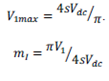 V₁max = 4sVdc/π.
mᵢ = πV₁/4sVdc